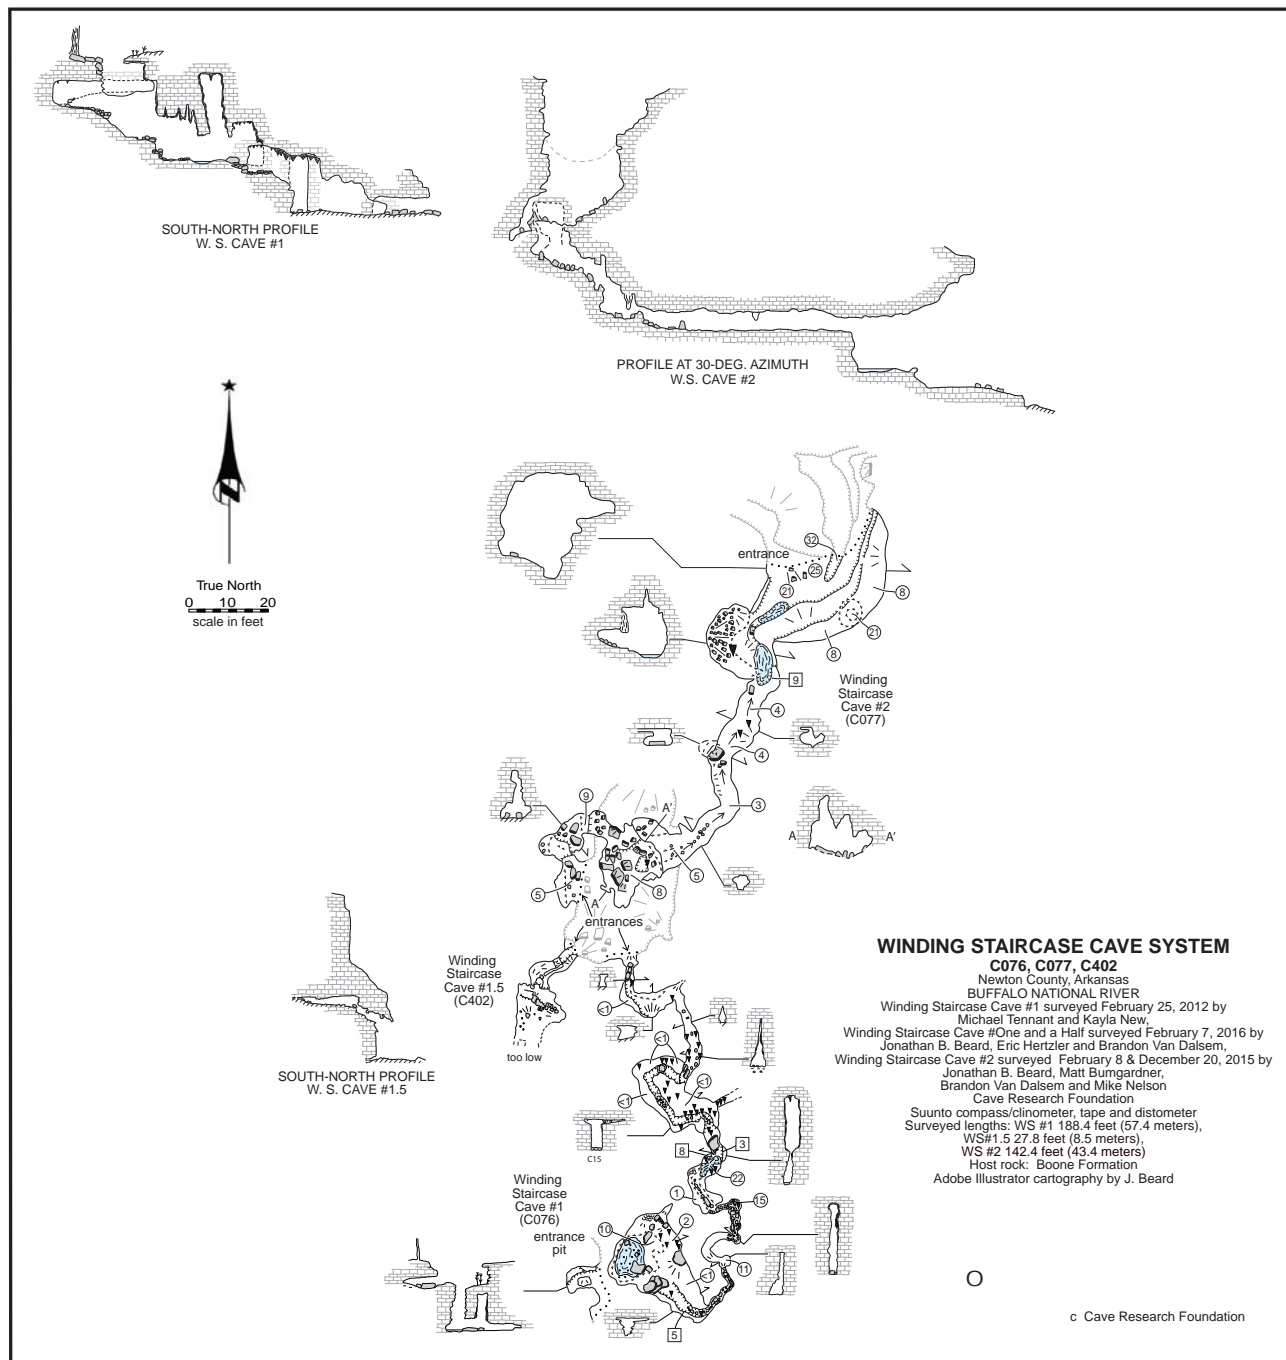 SOUTH-NORTH PROFILE
W. S. CAVE #1
PROFILE AT 30-DEG. AZIMUTH
W.S. CAVE #2
True North
0 10 20
scale in feet
entrance
32
25
21
8
21
8
9
Winding
Staircase
Cave #2
(C077)
4
4
3
9
A'
A
A'
5
5
8
A
entrances
Winding
Staircase
Cave #1.5
(C402)
too low
SOUTH-NORTH PROFILE
W. S. CAVE #1.5
<1
<1
<1
<1
C15
3
8
22
1
15
Winding
Staircase
Cave #1
(C076)
entrance
pit
10
2
<1
11
5
WINDING STAIRCASE CAVE SYSTEM
C076, C077, C402
Newton County, Arkansas
BUFFALO NATIONAL RIVER
Winding Staircase Cave #1 surveyed February 25, 2012 by
Michael Tennant and Kayla New,
Winding Staircase Cave #One and a Half surveyed February 7, 2016 by
Jonathan B. Beard, Eric Hertzler and Brandon Van Dalsem,
Winding Staircase Cave #2 surveyed February 8 & December 20, 2015 by
Jonathan B. Beard, Matt Bumgardner,
Brandon Van Dalsem and Mike Nelson
Cave Research Foundation
Suunto compass/clinometer, tape and distometer
Surveyed lengths: WS #1 188.4 feet (57.4 meters),
WS#1.5 27.8 feet (8.5 meters),
WS #2 142.4 feet (43.4 meters)
Host rock: Boone Formation
Adobe Illustrator cartography by J. Beard
O
c Cave Research Foundation